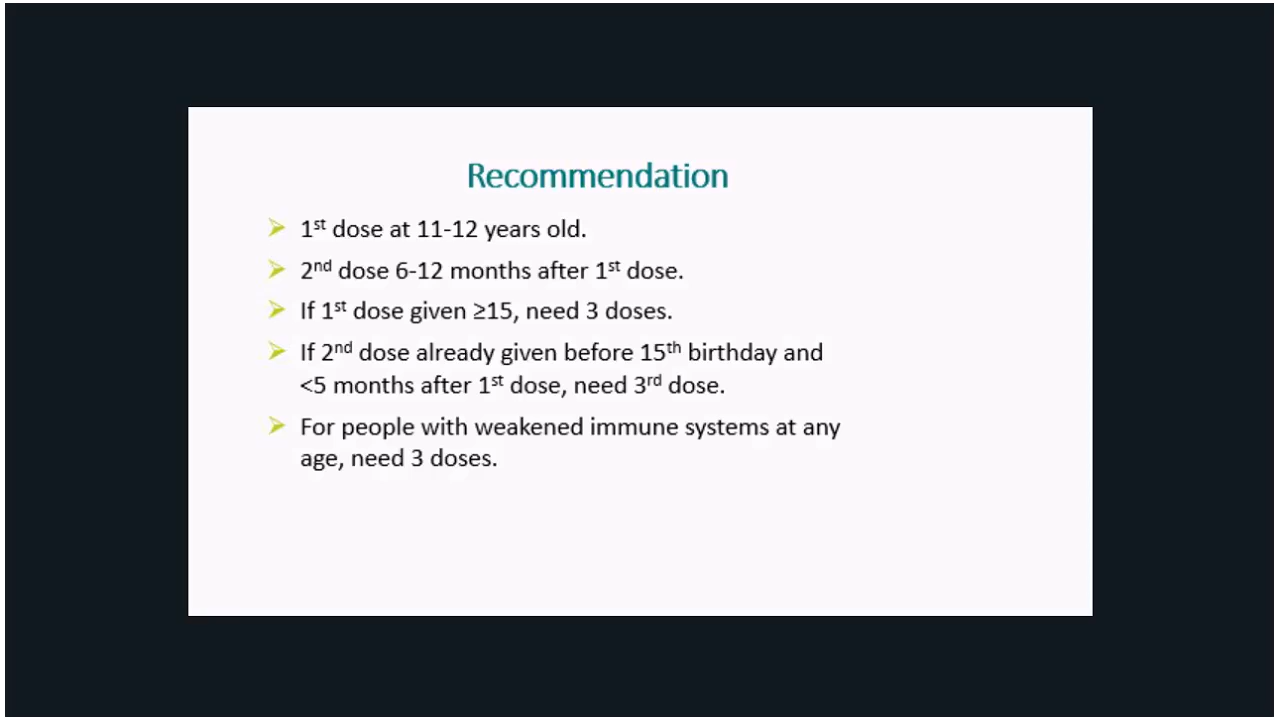 Recommendation
1st dose at 11-12 years old.
2nd dose 6-12 months after 1st dose.
If 1st dose given ≥15, need 3 doses.
If 2nd dose already given before 15th birthday and
<5 months after 1st dose, need 3rd dose.
For people with weakened immune systems at any
age, need 3 doses.